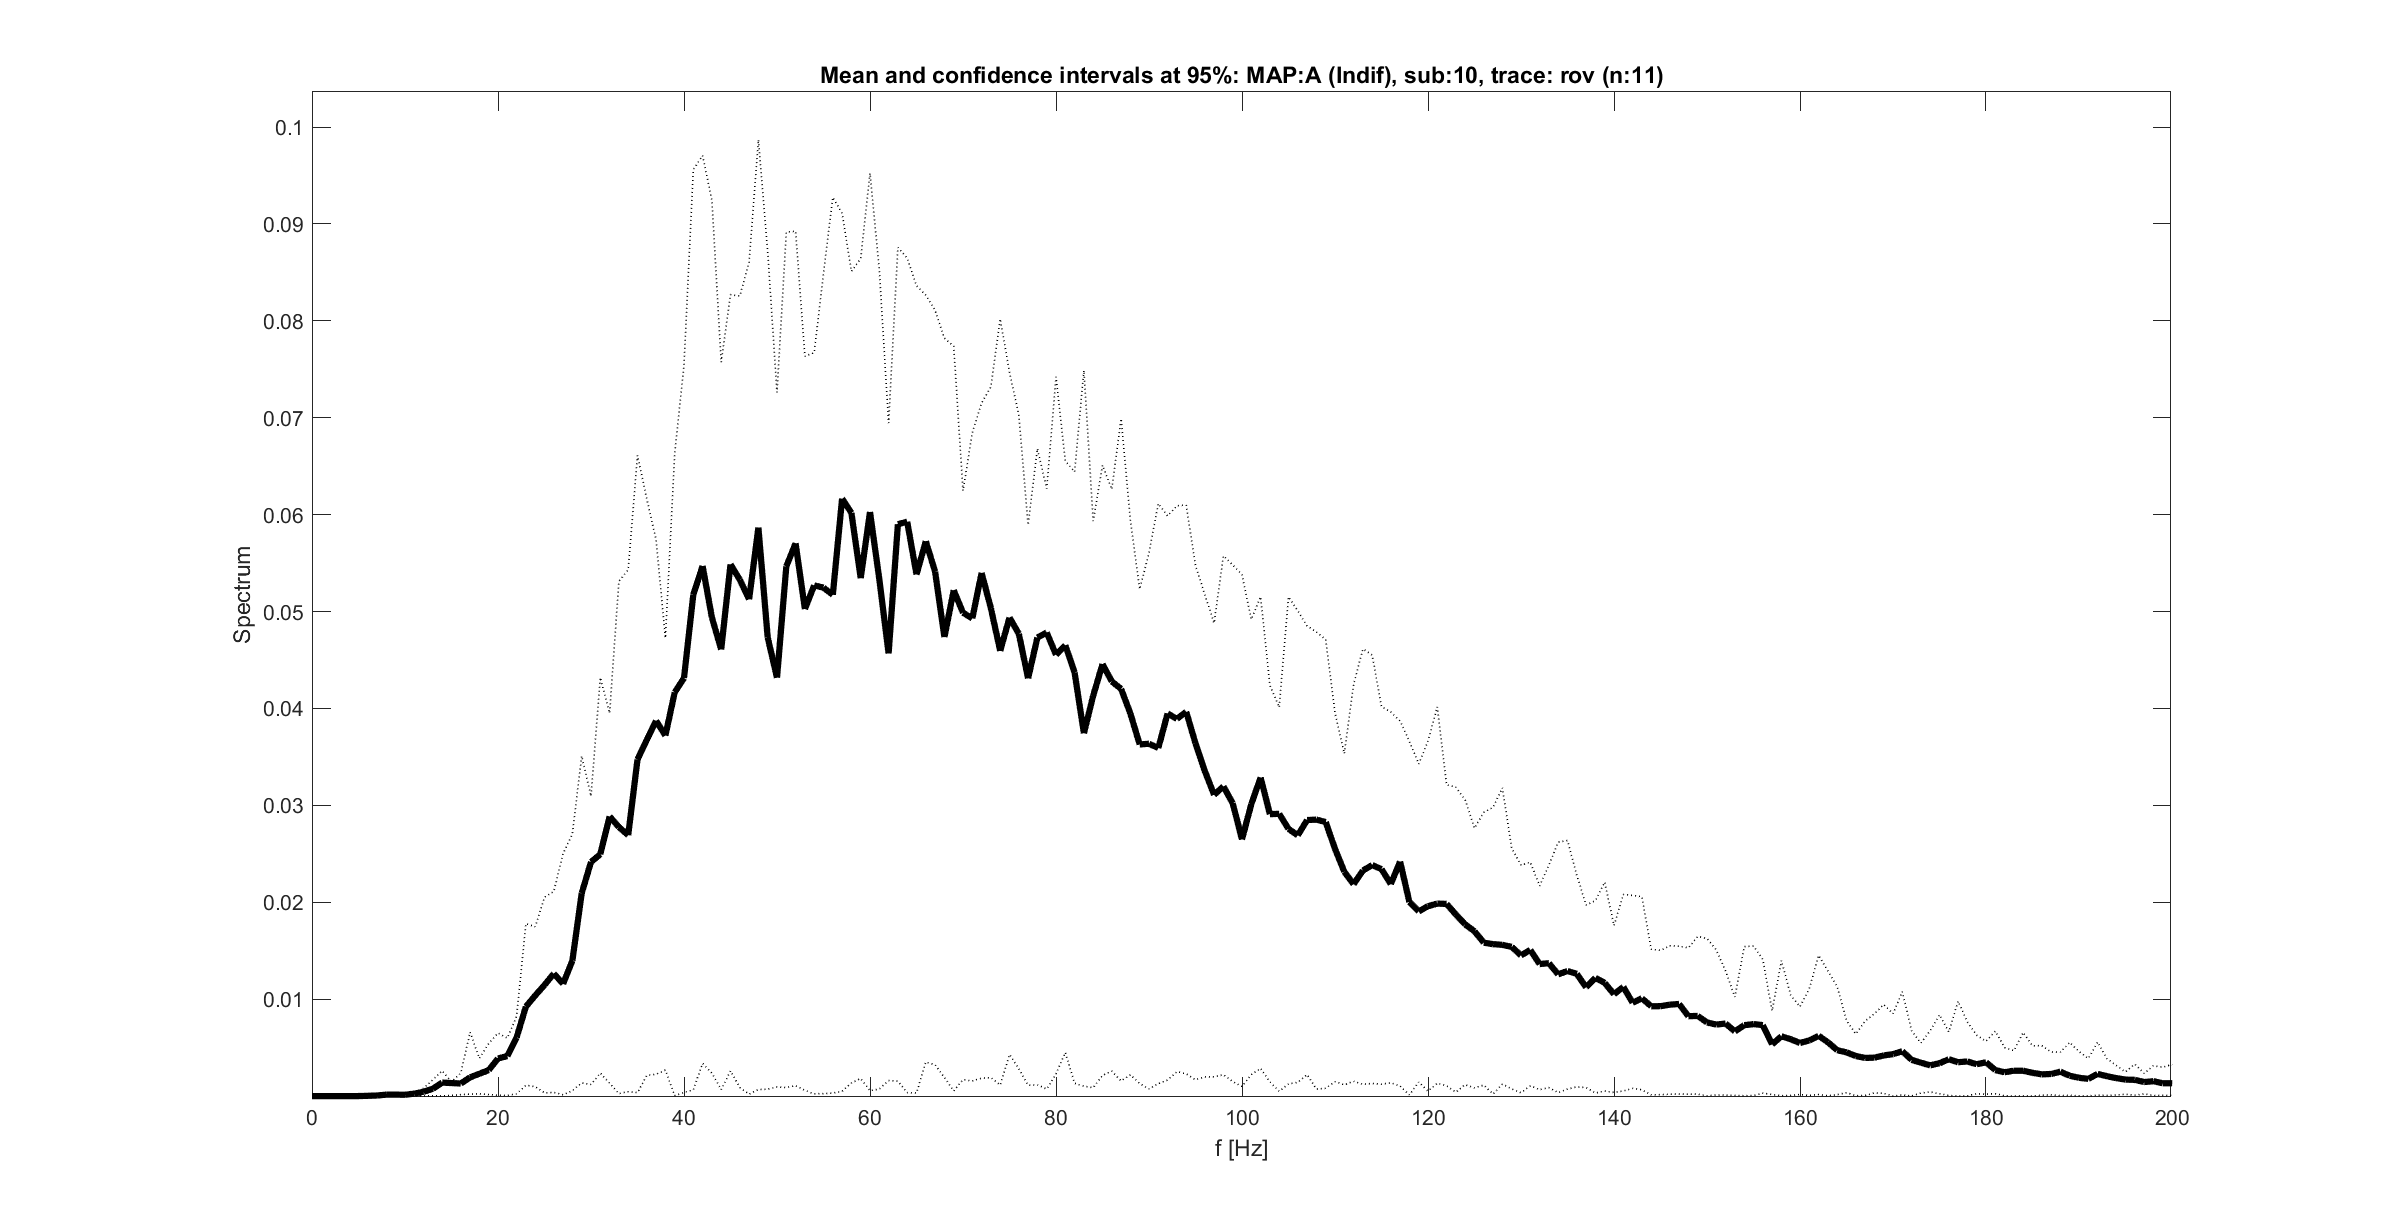 Mean and confidence intervals at 95%: MAP:A (Indif), sub:10, trace: rov (n:11)
0.1
0.09
0.08
0.07
0.06
0.05
0.04
0.03
0.02
0.01
Spectrum
0 20 40 60 80 100 120 140 160 180 200
f [Hz]